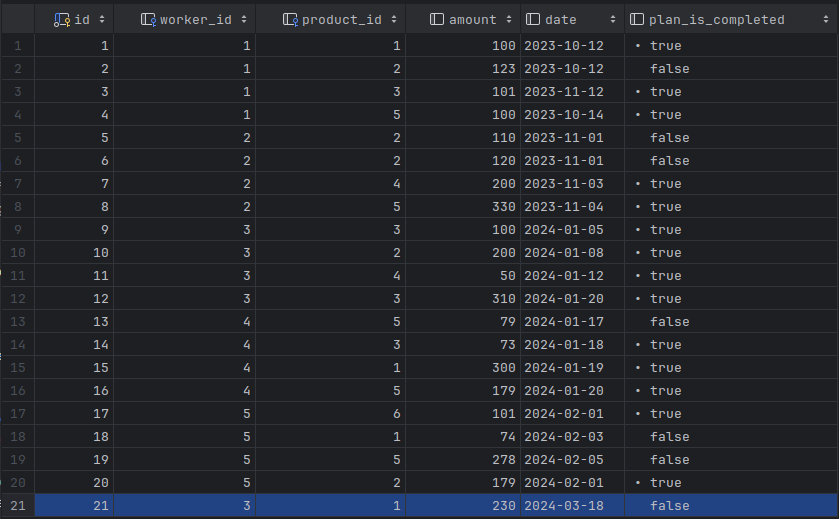 id worker_id product_id amount date plan_is_completed
1 1 1 1 100 2023-10-12 • true
2 2 1 2 123 2023-10-12 false
3 3 1 3 101 2023-11-12 • true
4 4 1 5 100 2023-10-14 • true
5 5 2 2 110 2023-11-01 false
6 6 2 2 120 2023-11-01 false
7 7 2 4 200 2023-11-03 • true
8 8 2 5 330 2023-11-04 • true
9 9 3 3 100 2024-01-05 • true
10 10 3 2 200 2024-01-08 • true
11 11 3 4 50 2024-01-12 • true
12 12 3 3 310 2024-01-20 • true
13 13 4 5 79 2024-01-17 false
14 14 4 3 73 2024-01-18 • true
15 15 4 1 300 2024-01-19 • true
16 16 4 5 179 2024-01-20 • true
17 17 5 6 101 2024-02-01 • true
18 18 5 1 74 2024-02-03 false
19 19 5 5 278 2024-02-05 false
20 20 5 2 179 2024-02-01 • true
21 21 3 1 230 2024-03-18 false